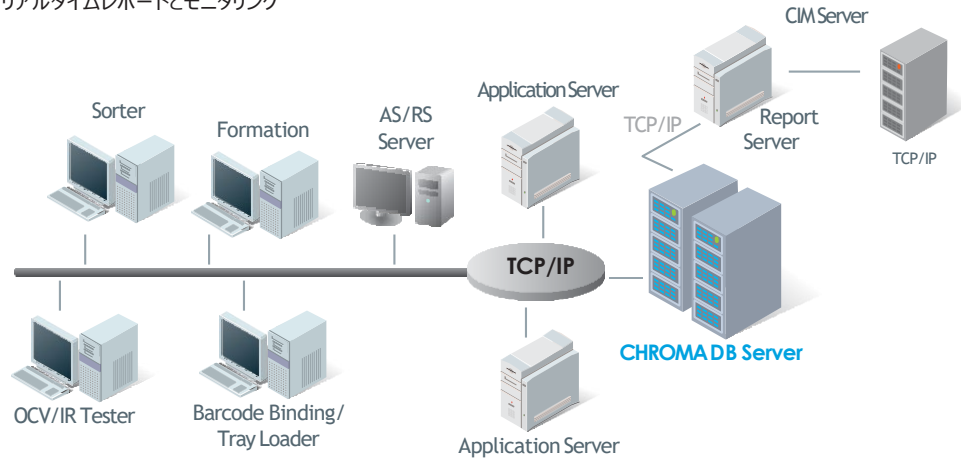 リアルタイムレポートとモニタリング
CIM Server
Sorter
Formation
AS/RS
Server
Application Server
TCP/IP
Report
Server
TCP/IP
TCP/IP
CHROMA DB Server
OCV/IR Tester
Barcode Binding/
Tray Loader
Application Server